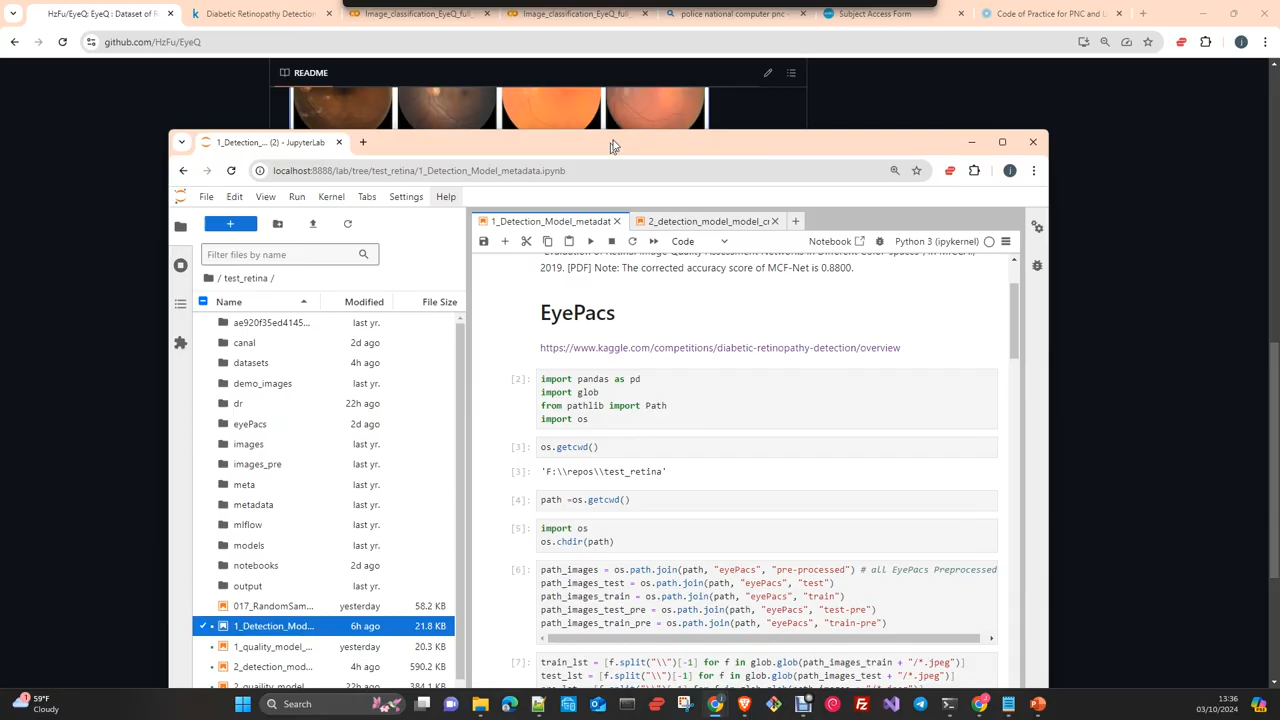 HzFu/EyeQ : EyeQ : Dataset of R
Diabetic Retinopathy Detection
Image_classification_EyeQ_full_
Image_classification_EyeQ_full_
police national computer pnc -
Subject Access Form
Code of Practice for PNC and L
github.com/HzFu/EyeQ
README
1_Detection_... (2) - JupyterLab
localhost:8888/lab/tree/test_retina/1_Detection_Model_metadata.ipynb
File Edit View Run Kernel Tabs Settings Help
1_Detection_Model_metadat
2_detection_model_model_cr
Code
Notebook
Python 3 (ipykernel)
Filter files by name
/ test_retina /
Name Modified File Size
ae920f35ed4145... last yr.
canal 2d ago
datasets 4h ago
demo_images last yr.
dr 22h ago
eyePacs 2d ago
images last yr.
images_pre last yr.
meta last yr.
metadata last yr.
mlflow last yr.
models last yr.
notebooks 2d ago
output last yr.
017_RandomSam... yesterday 58.2 KB
1_Detection_Mod... 6h ago 21.8 KB
1_quality_model_... yesterday 20.3 KB
2_detection_mod... 4h ago 590.2 KB
2_quaility_model_ 22h ago 384.1 KB
2019. [PDF] Note: The corrected accuracy score of MCF-Net is 0.8800.
EyePacs
https://www.kaggle.com/competitions/diabetic-retinopathy-detection/overview
[2]: import pandas as pd
import glob
from pathlib import Path
import os
[3]: os.getcwd()
[3]: 'F:\\repos\\test_retina'
[4]: path =os.getcwd()
[5]: import os
os.chdir(path)
[6]: path_images = os.path.join(path, "eyePacs", "pre-processed") # all EyePacs Preprocessed
path_images_test = os.path.join(path, "eyePacs", "test")
path_images_train = os.path.join(path, "eyePacs", "train")
path_images_test_pre = os.path.join(path, "eyePacs", "test-pre")
path_images_train_pre = os.path.join(path, "eyePacs", "train-pre")
[7]: train_lst = [f.split("\\")[-1] for f in glob.glob(path_images_train + "/*.jpeg")]
test_lst = [f.split("\\")[-1] for f in glob.glob(path_images_test + "/*.jpeg")]
59°F
Cloudy
Search
13:36
03/10/2024